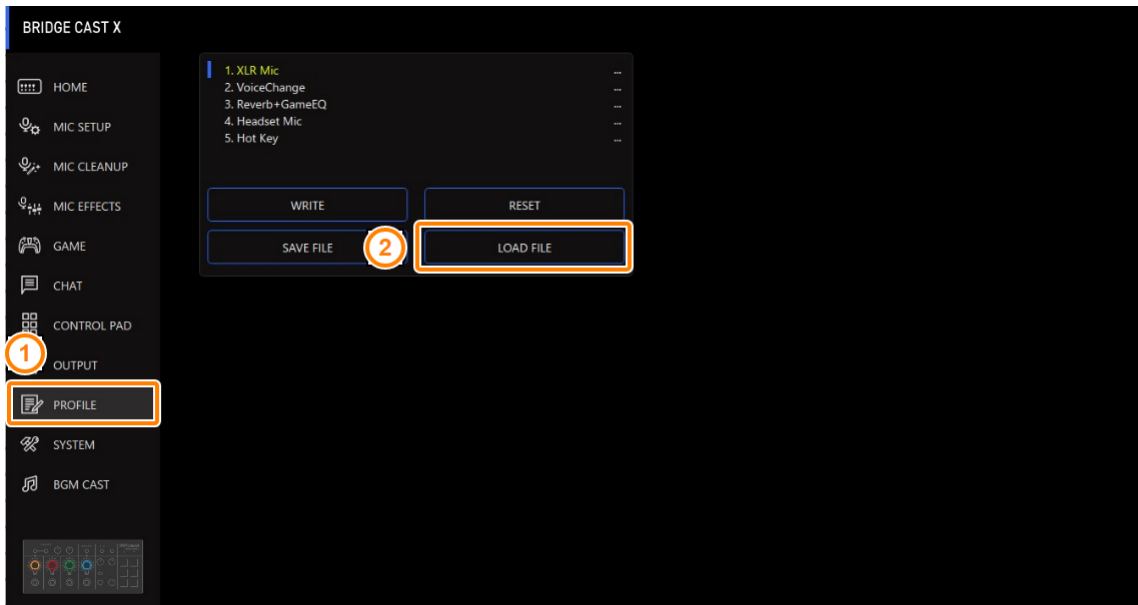 BRIDGE CAST X
HOME
MIC SETUP
MIC CLEANUP
MIC EFFECTS
GAME
CHAT
CONTROL PAD
1
OUTPUT
PROFILE
SYSTEM
BGM CAST
1. XLR Mic ...
2. VoiceChange ...
3. Reverb+GameEQ ...
4. Headset Mic ...
5. Hot Key ...
WRITE RESET
SAVE FILE 2 LOAD FILE